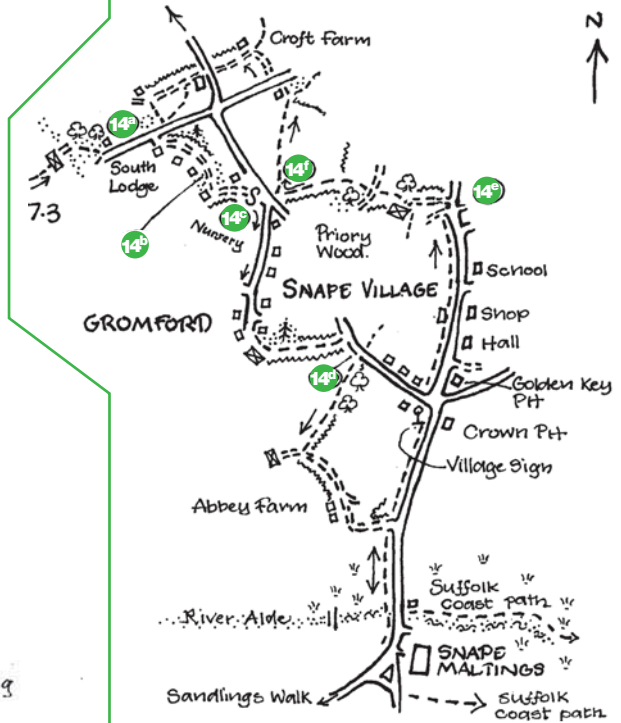 N
Croft Farm
14a
South
Lodge
7.3
14f
14e
14c
Nursery
14b
Priory
Wood.
School
SNAPE VILLAGE
Shop
GROMFORD
Hall
14d
Golden Key
PH
Crown PH
Village Sign
Abbey Farm
Suffolk
Coast path
River Alde
SNAPE
MALTINGS
g
Sandlings Walk
Suffolk
coast path